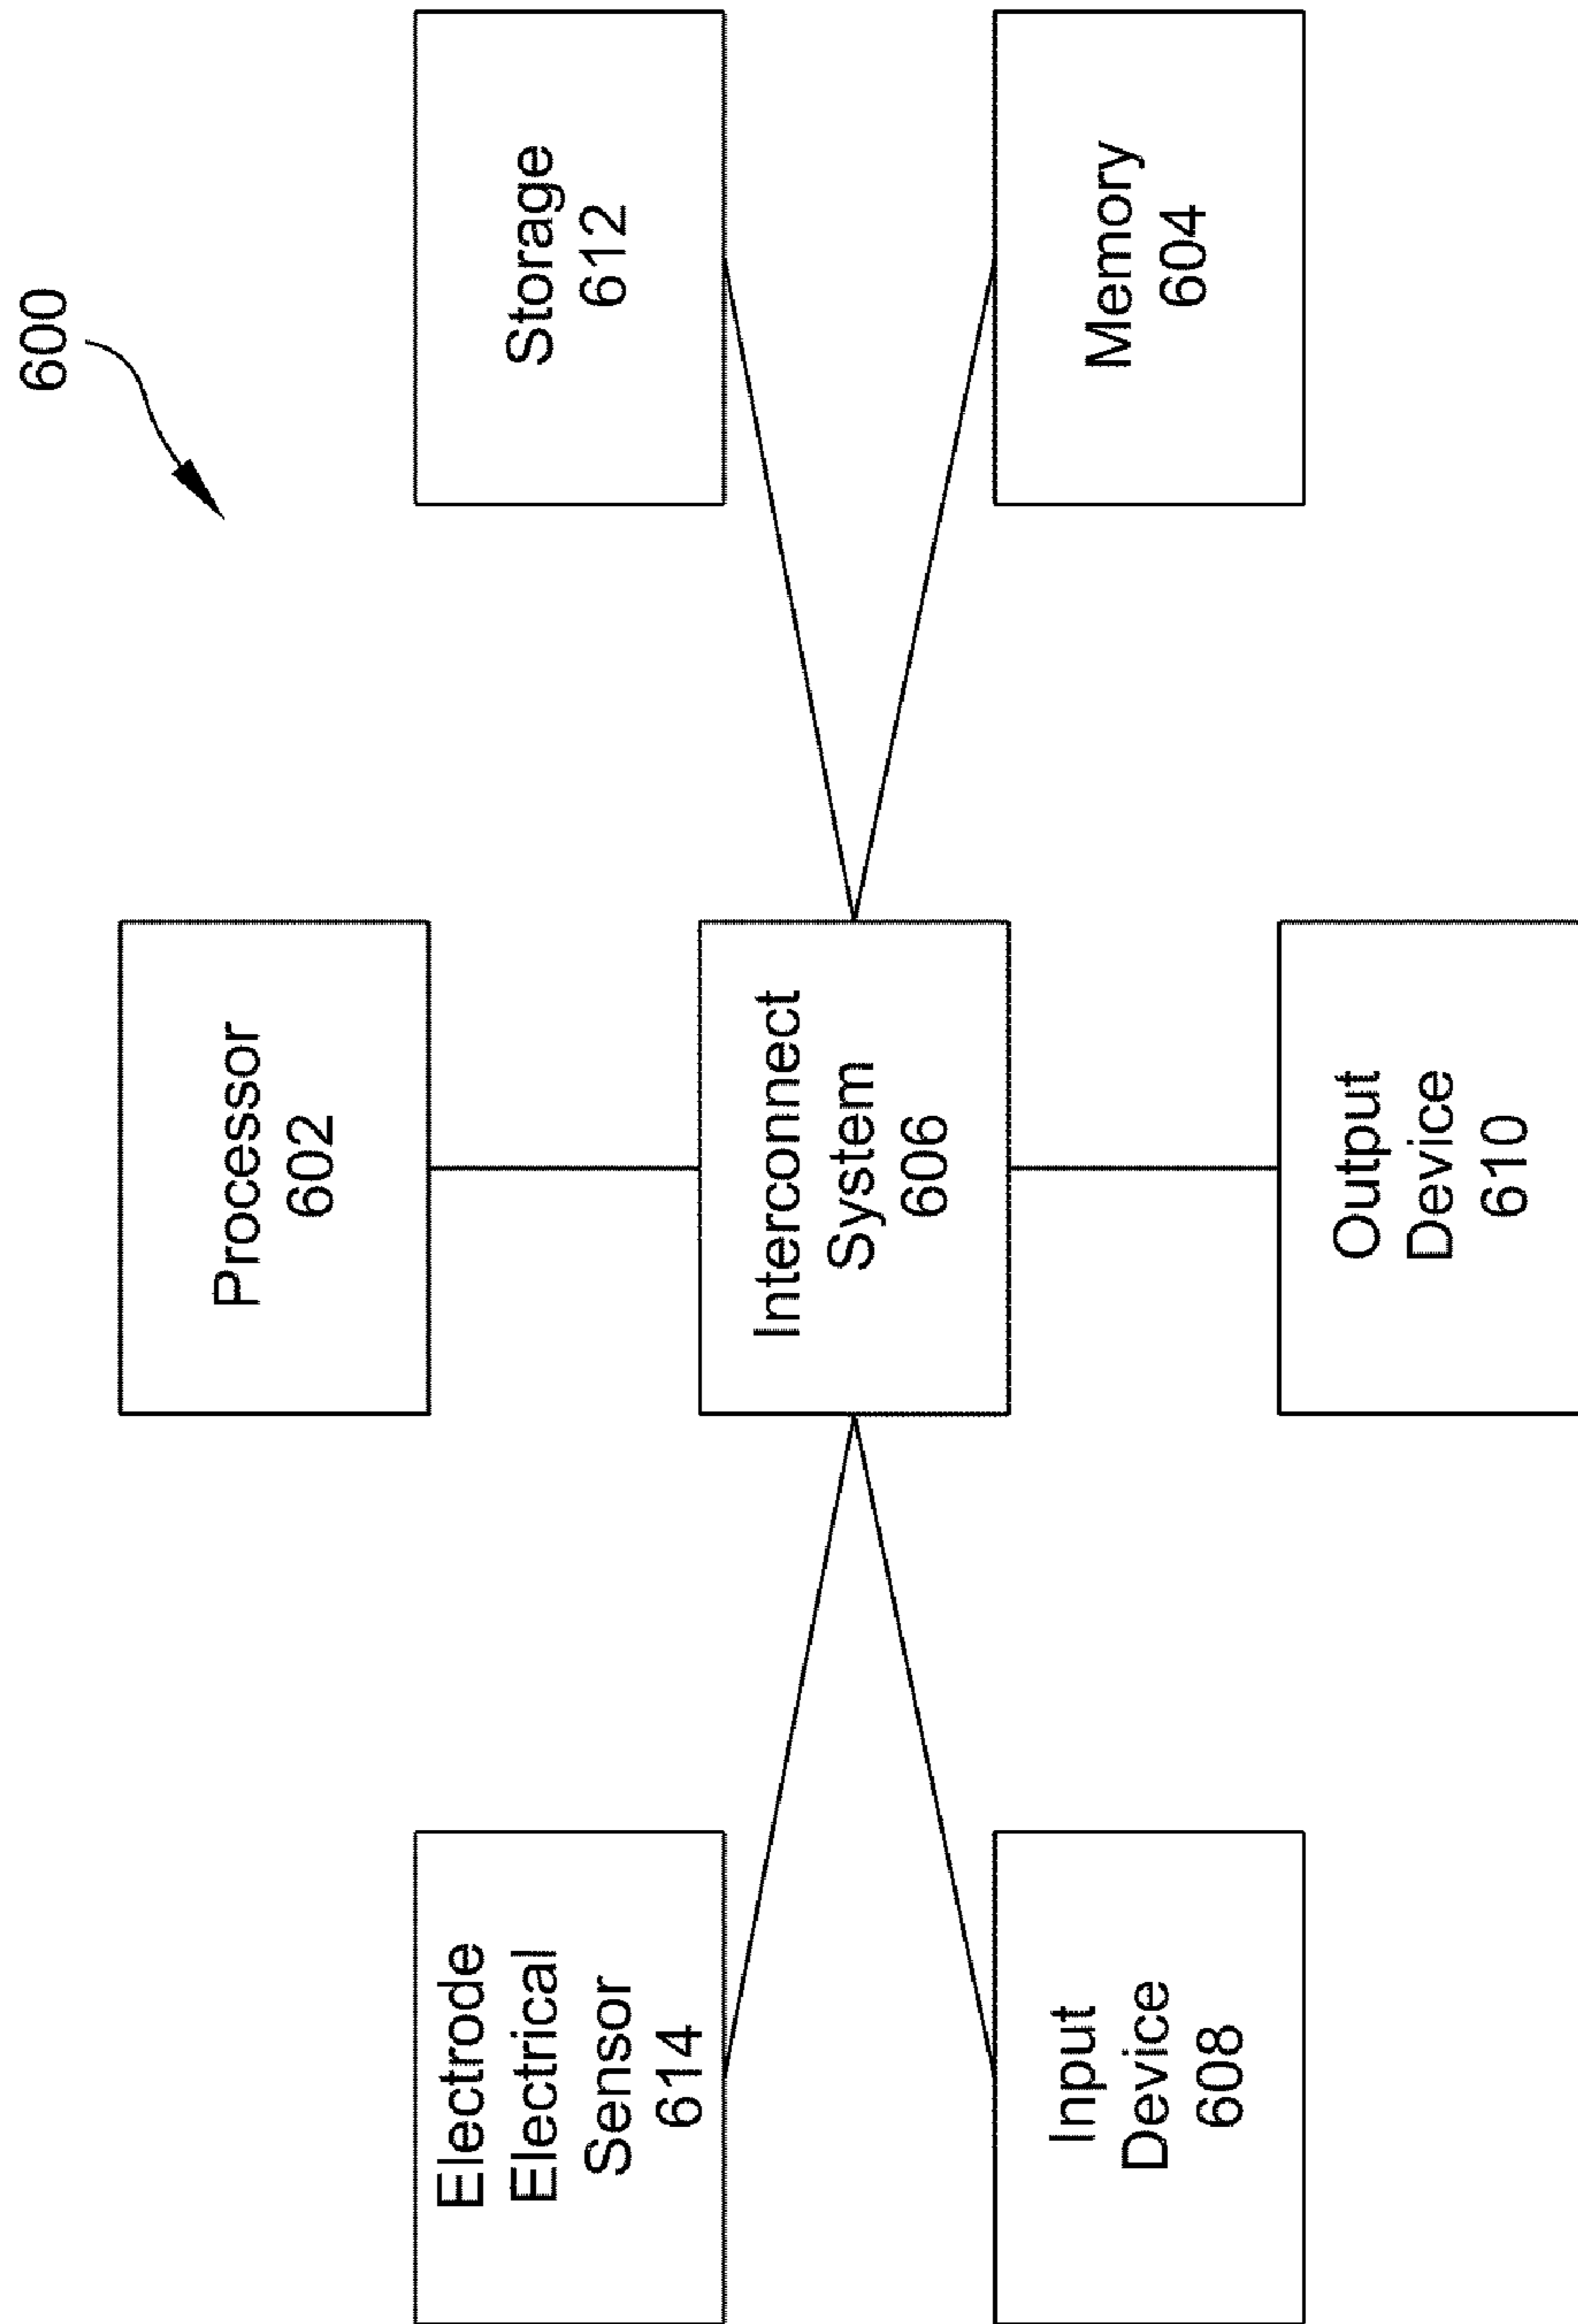 600
Processor
602
Electrode
Electrical
Sensor
614
Storage
612
Interconnect
System
606
Input
Device
608
Memory
604
Output
Device
610